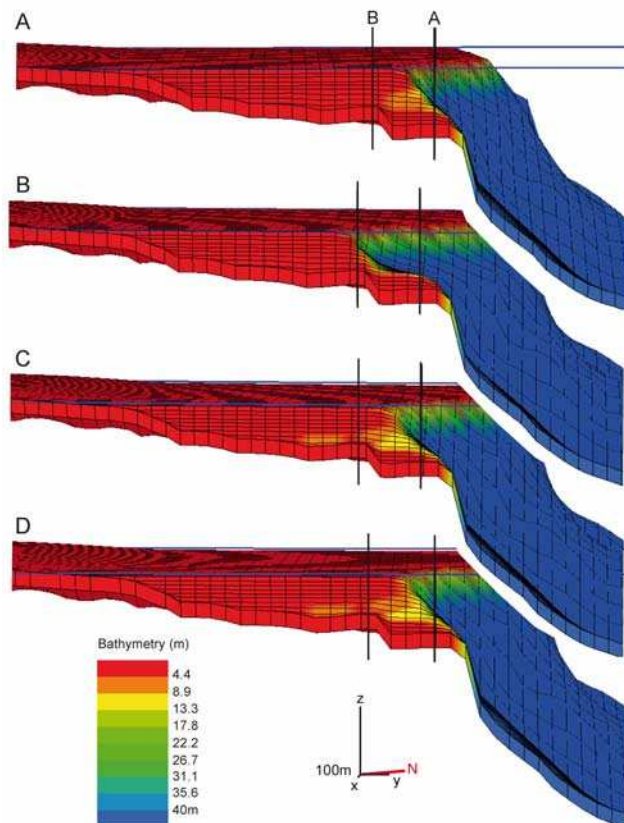 B A
A
B
C
D
Bathymetry (m)
4.4
8.9
13.3
17.8
22.2
26.7
31.1
35.6
40m
z
100m
N
x y